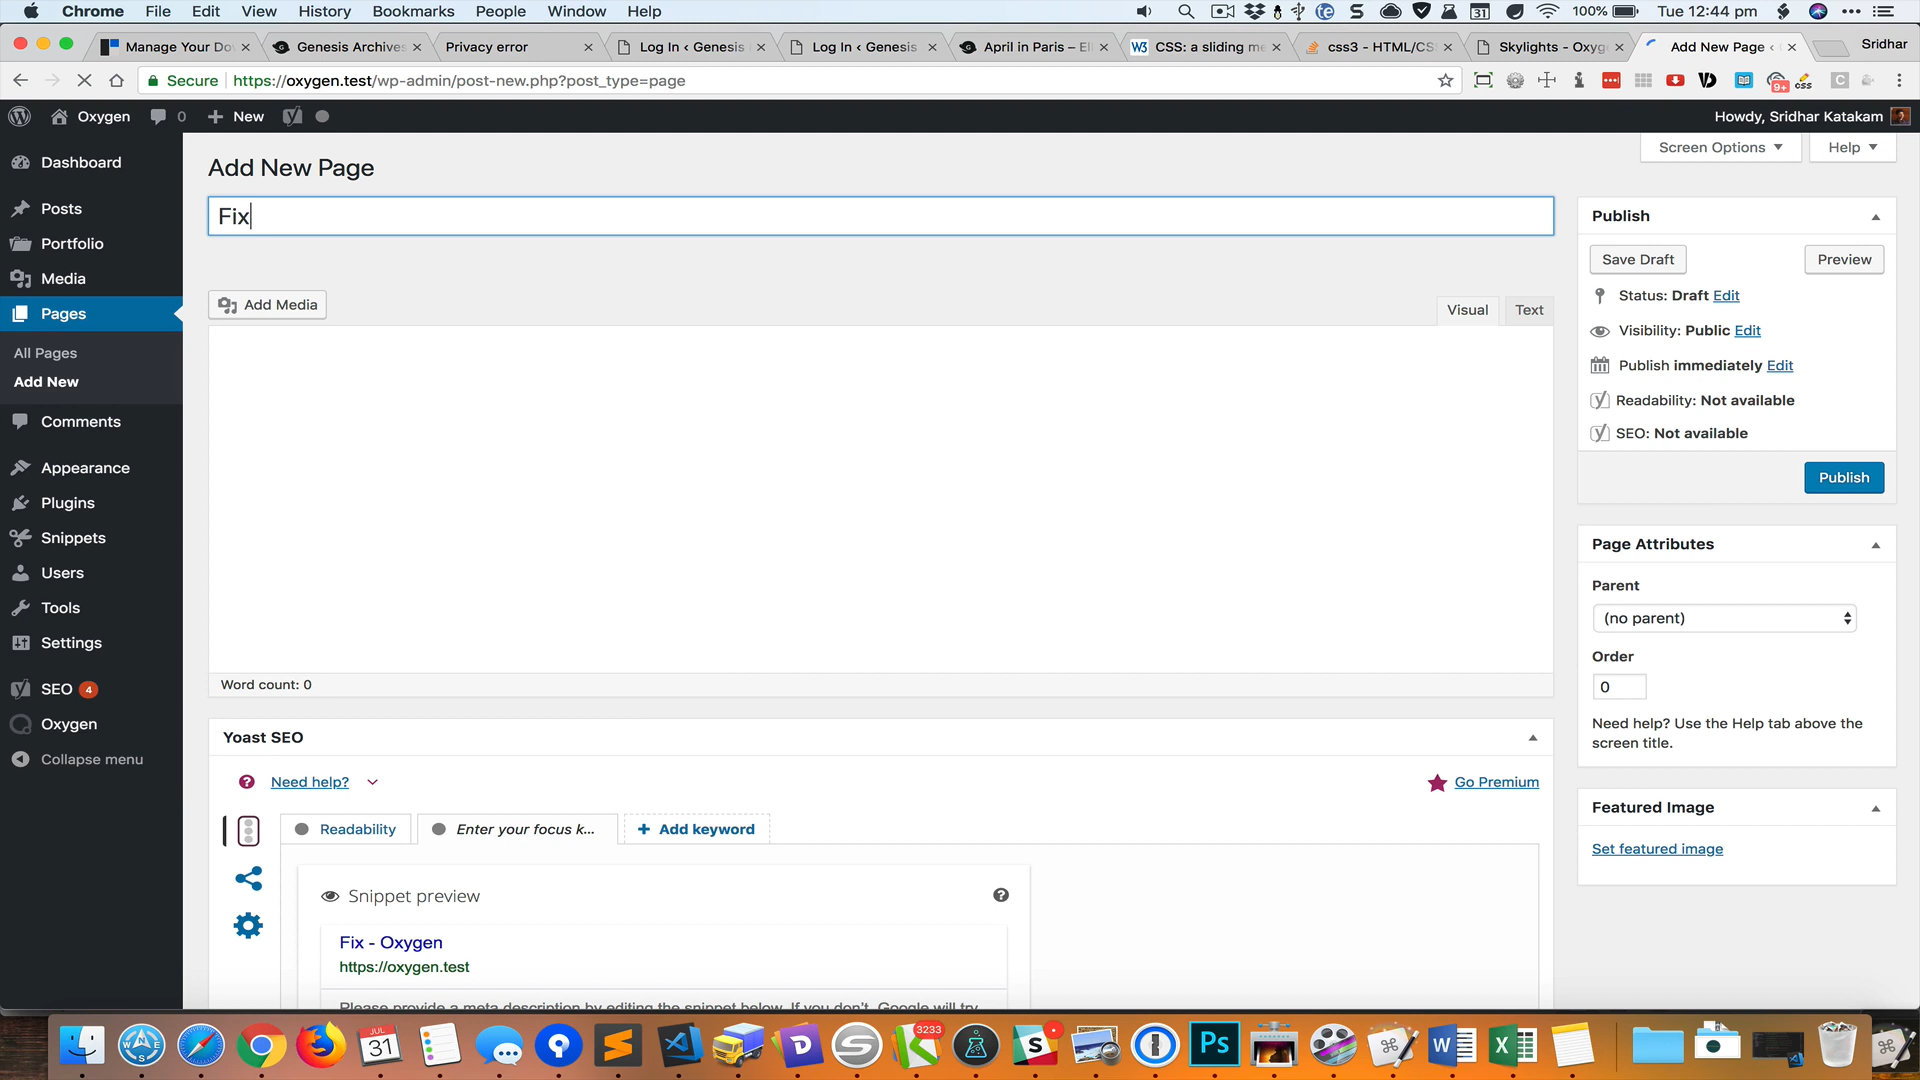 Chrome File Edit View History Bookmarks People Window Help
100% Tue 12:44 pm
Manage Your Do
Genesis Archives
Privacy error
Log In ‹ Genesis
Log In ‹ Genesis
April in Paris – El
CSS: a sliding me
css3 - HTML/CS
Skylights - Oxyg
Add New Page ‹
Sridhar
Secure https://oxygen.test/wp-admin/post-new.php?post_type=page
Oxygen 0 New
Howdy, Sridhar Katakam
Dashboard
Posts
Portfolio
Media
Pages
All Pages
Add New
Comments
Appearance
Plugins
Snippets
Users
Tools
Settings
SEO 4
Oxygen
Collapse menu
Screen Options Help
Add New Page
Fix
Add Media
Visual Text
Word count: 0
Yoast SEO
Need help?
Go Premium
Readability
Enter your focus k...
Add keyword
Snippet preview
Fix - Oxygen
https://oxygen.test
Please provide a meta description by editing the snippet below. If you don't, Google will try
Publish
Save Draft Preview
Status: Draft Edit
Visibility: Public Edit
Publish immediately Edit
Readability: Not available
SEO: Not available
Publish
Page Attributes
Parent
(no parent)
Order
0
Need help? Use the Help tab above the
screen title.
Featured Image
Set featured image
JUL
31
3233
Ps